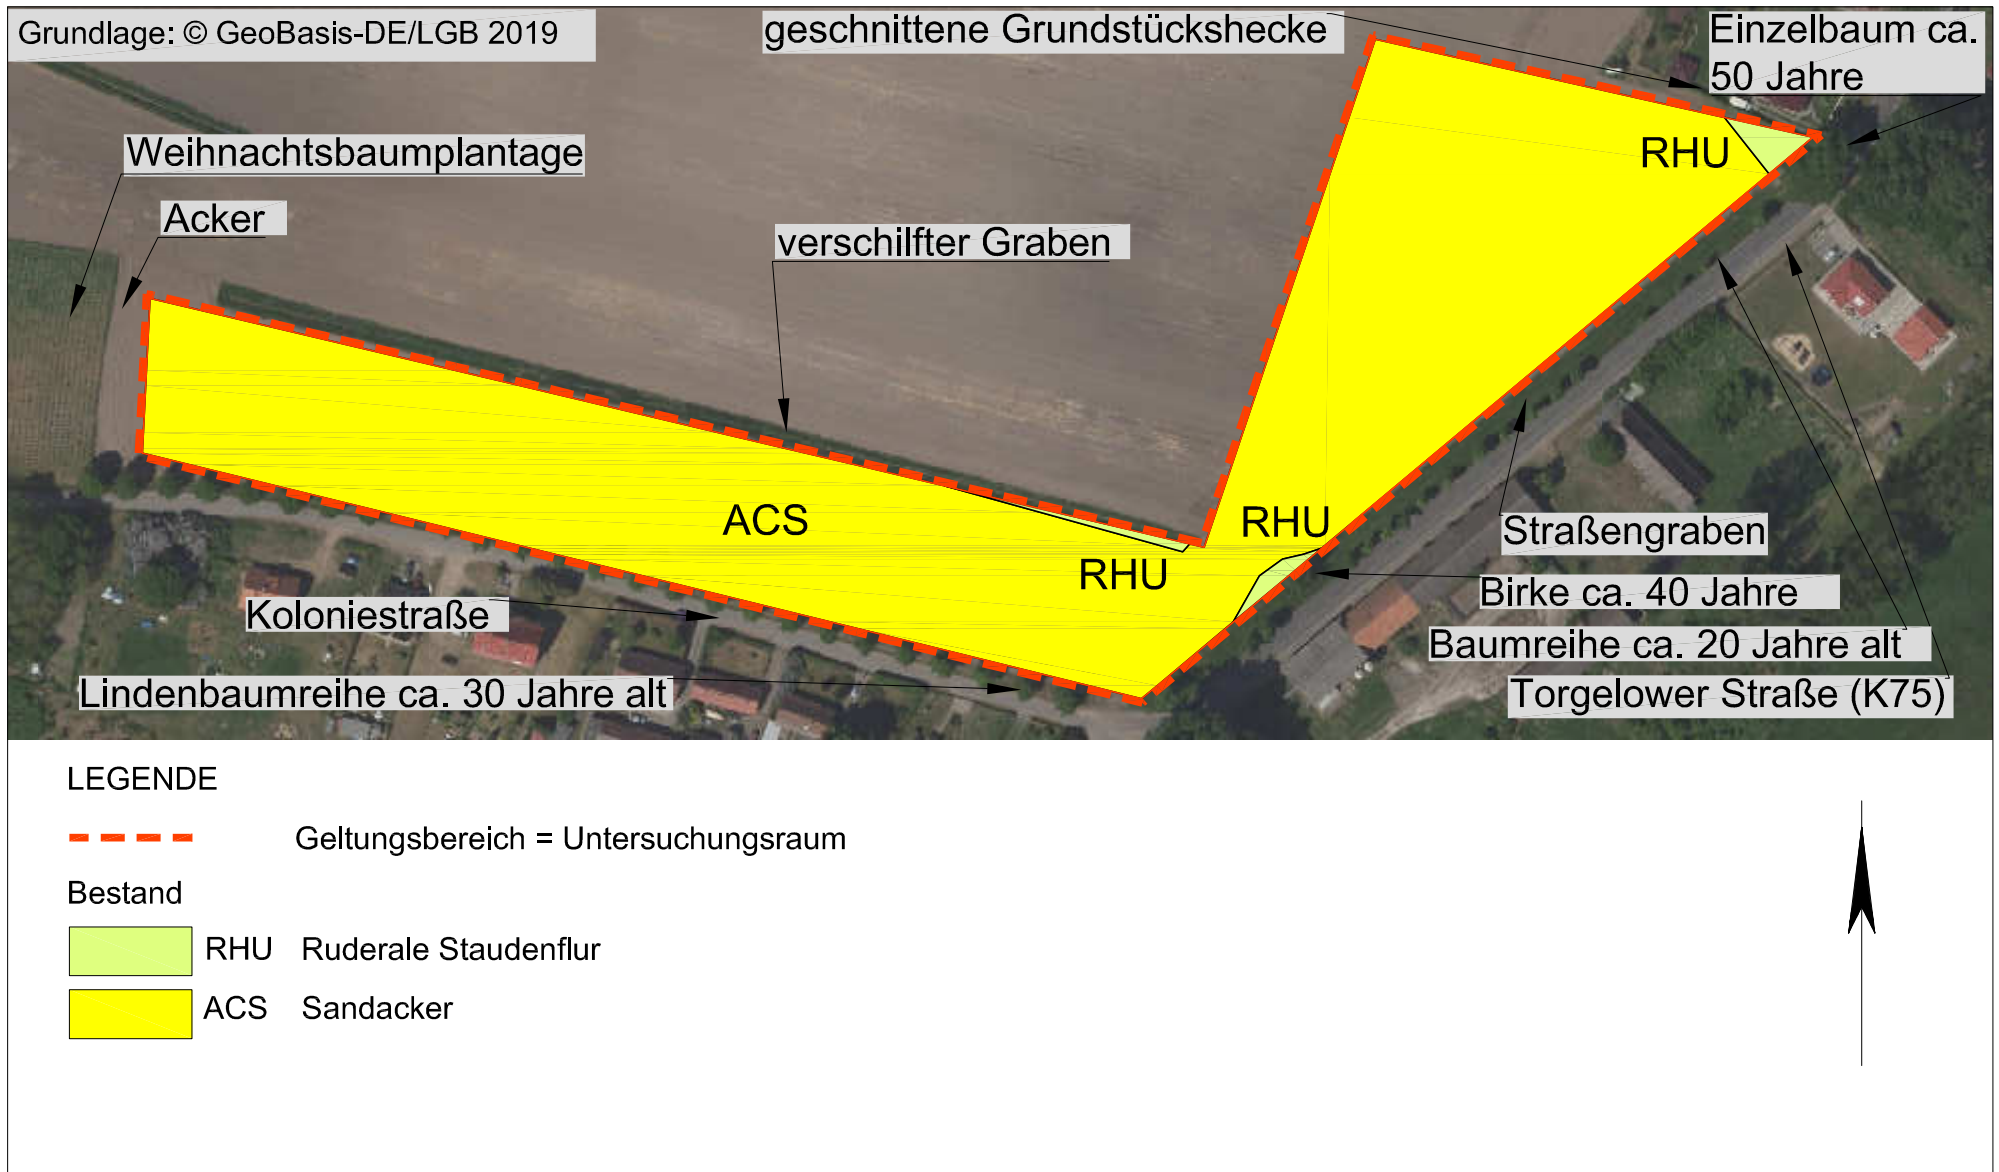 Grundlage: © GeoBasis-DE/LGB 2019
geschnittene Grundstückshecke
Einzelbaum ca.
50 Jahre
Weihnachtsbaumplantage
RHU
Acker
verschilfter Graben
ACS
RHU
Straßengraben
RHU
Birke ca. 40 Jahre
Koloniestraße
Baumreihe ca. 20 Jahre alt
Lindenbaumreihe ca. 30 Jahre alt
Torgelower Straße (K75)
LEGENDE
Geltungsbereich = Untersuchungsraum
Bestand
RHU Ruderale Staudenflur
ACS Sandacker